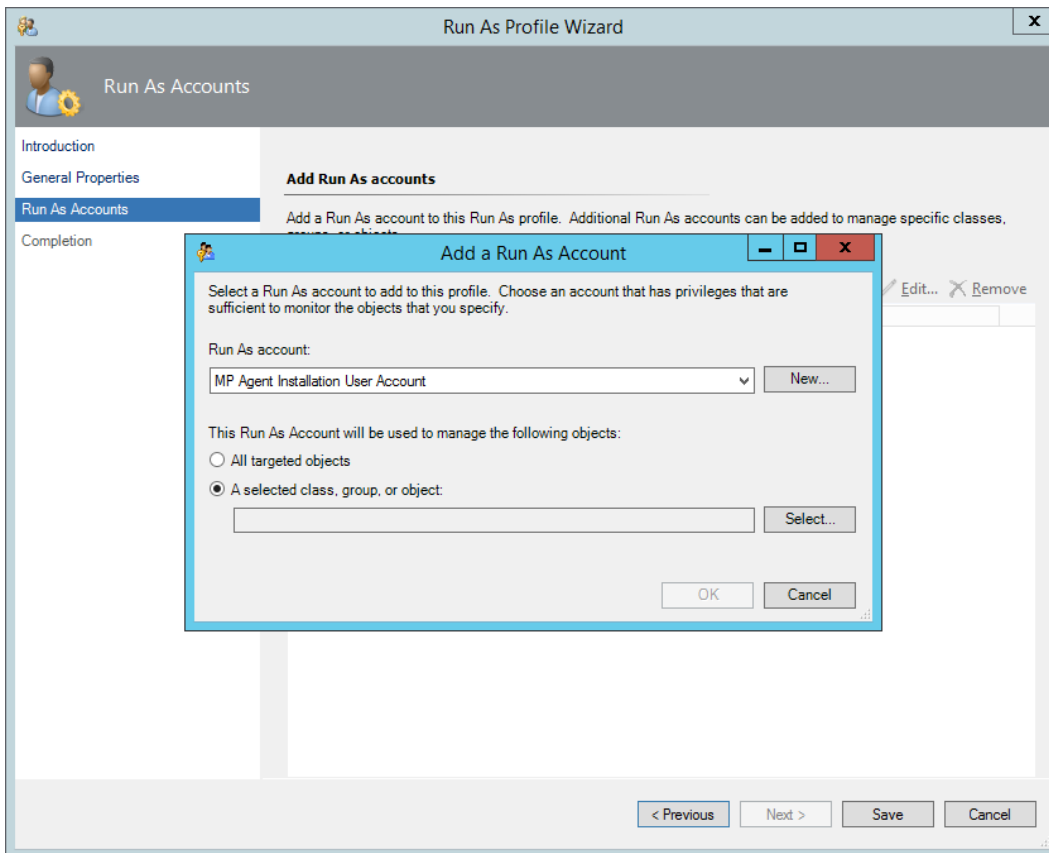 Run As Profile Wizard
x
Run As Accounts
Introduction
General Properties
Run As Accounts
Completion
Add Run As accounts
Add a Run As account to this Run As profile. Additional Run As accounts can be added to manage specific classes,
Edit... Remove
Add a Run As Account
x
Select a Run As account to add to this profile. Choose an account that has privileges that are
sufficient to monitor the objects that you specify.
Run As account:
MP Agent Installation User Account
New...
This Run As Account will be used to manage the following objects:
All targeted objects
A selected class, group, or object:
Select...
OK Cancel
< Previous Next > Save Cancel